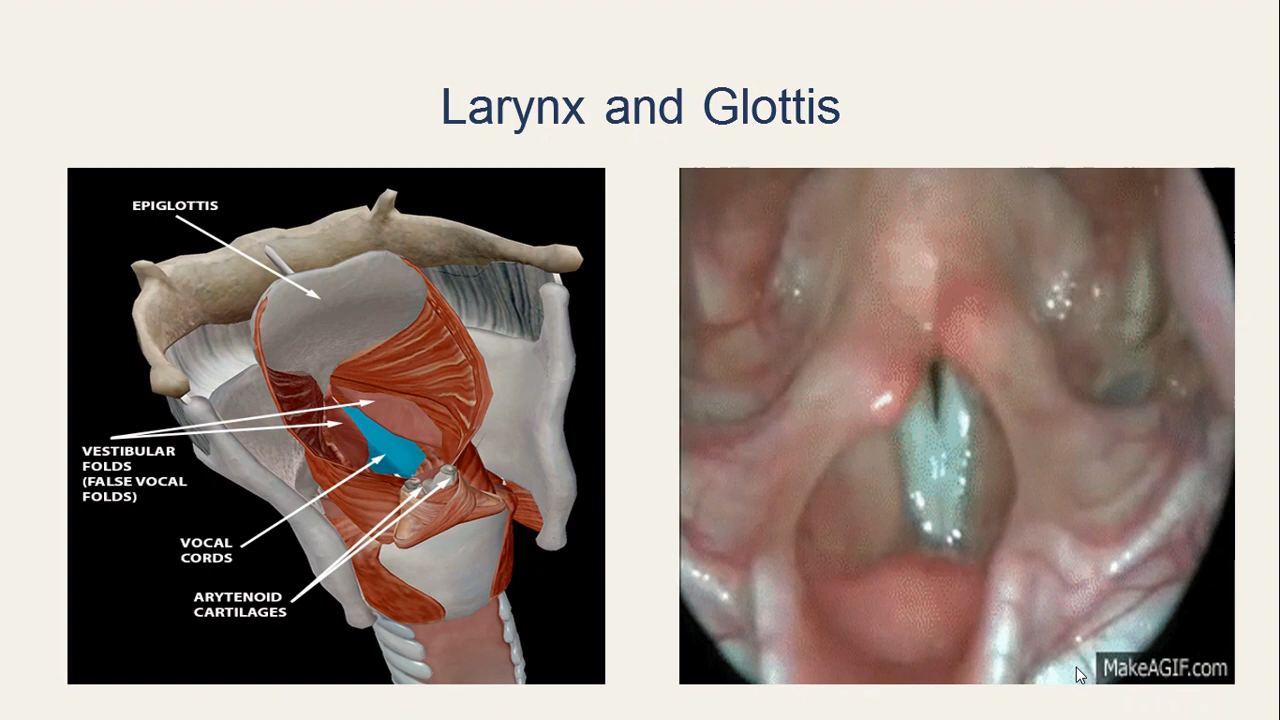 Larynx and Glottis
EPIGLOTTIS
VESTIBULAR
FOLDS
(FALSE VOCAL
FOLDS)
VOCAL
CORDS
ARYTENOID
CARTILAGES
MakeAGIF.com